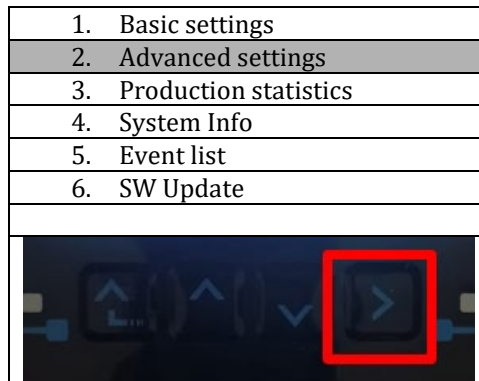 1. Basic settings
2. Advanced settings
3. Production statistics
4. System Info
5. Event list
6. SW Update